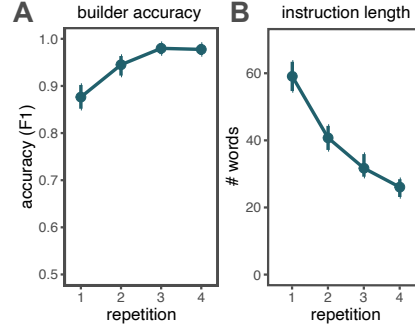 A builder accuracy
accuracy (F1)
1.0
0.9
0.8
0.7
0.6
0.5
1 2 3 4
repetition
B instruction length
# words
60
40
20
0
1 2 3 4
repetition